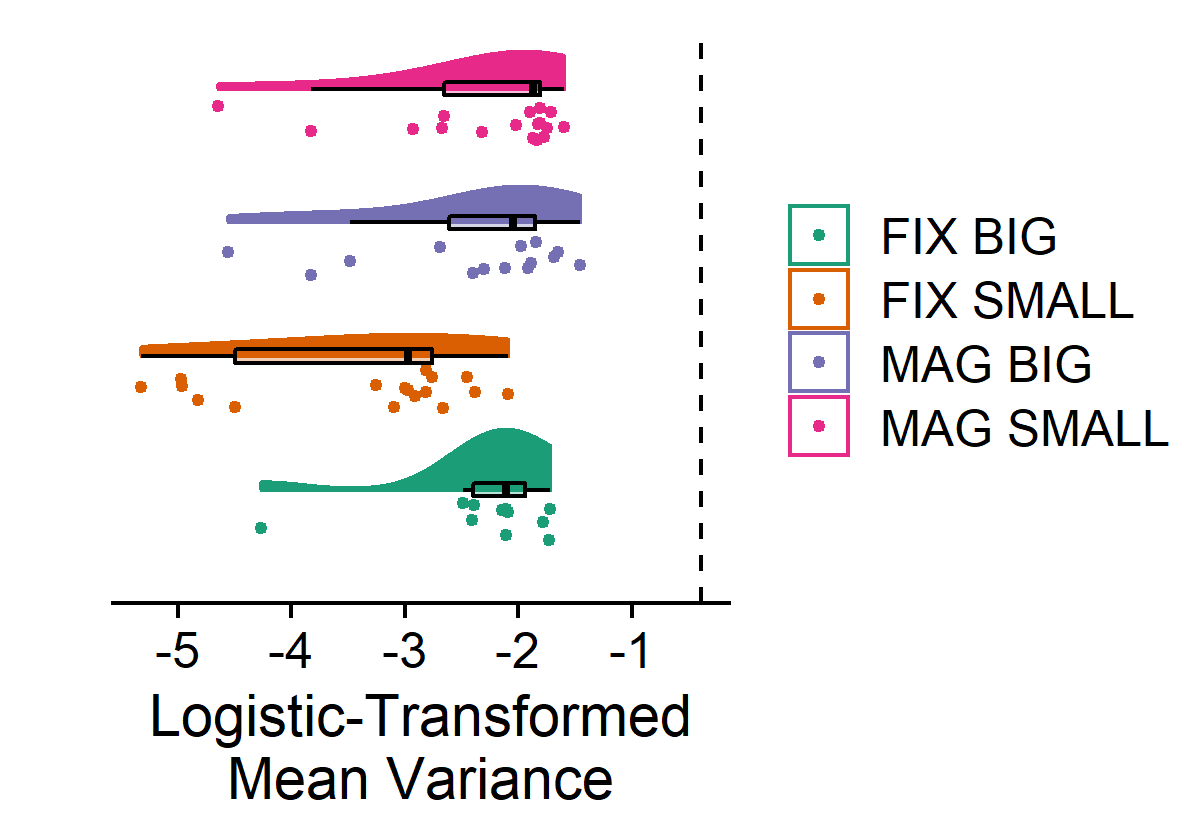 FIX BIG
FIX SMALL
MAG BIG
MAG SMALL
-5 -4 -3 -2 -1
Logistic-Transformed
Mean Variance